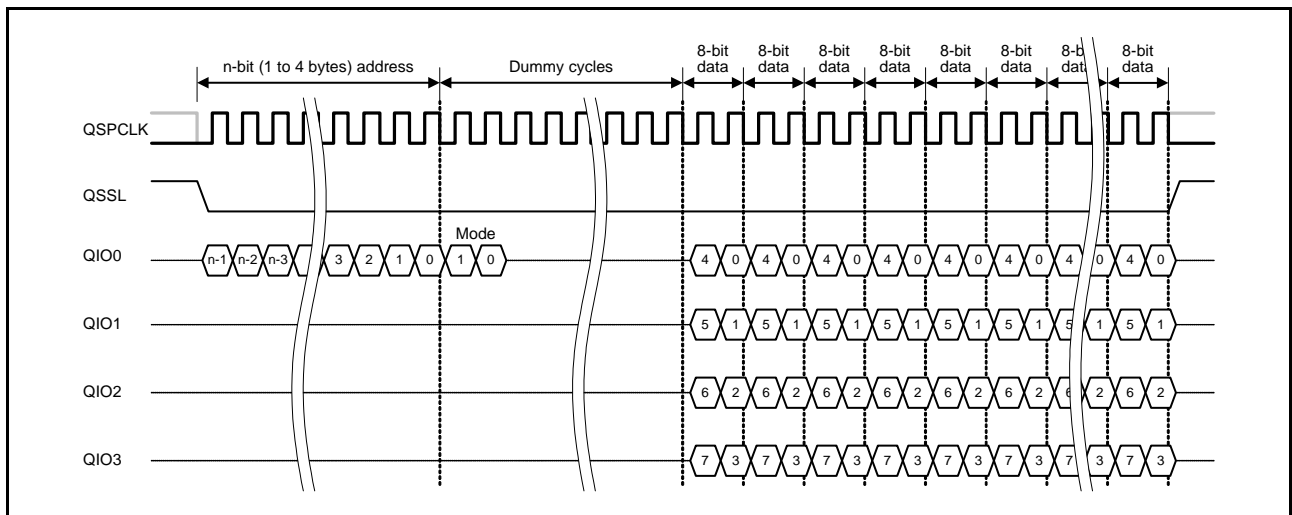 8-bit 8-bit 8-bit 8-bit 8-bit 8-bit 8-bit
n-bit (1 to 4 bytes) address Dummy cycles data data data data data data data data
QSPCLK
QSSL
Mode
QIO0 n-1 n-2 n-3 3 2 1 0 1 0 4 0 4 0 4 0 4 0 4 0 4 0 4 0 4 0
QIO1 5 1 5 1 5 1 5 1 5 1 5 1 5 1 5 1
QIO2 6 2 6 2 6 2 6 2 6 2 6 2 6 2 6 2
QIO3 7 3 7 3 7 3 7 3 7 3 7 3 7 3 7 3